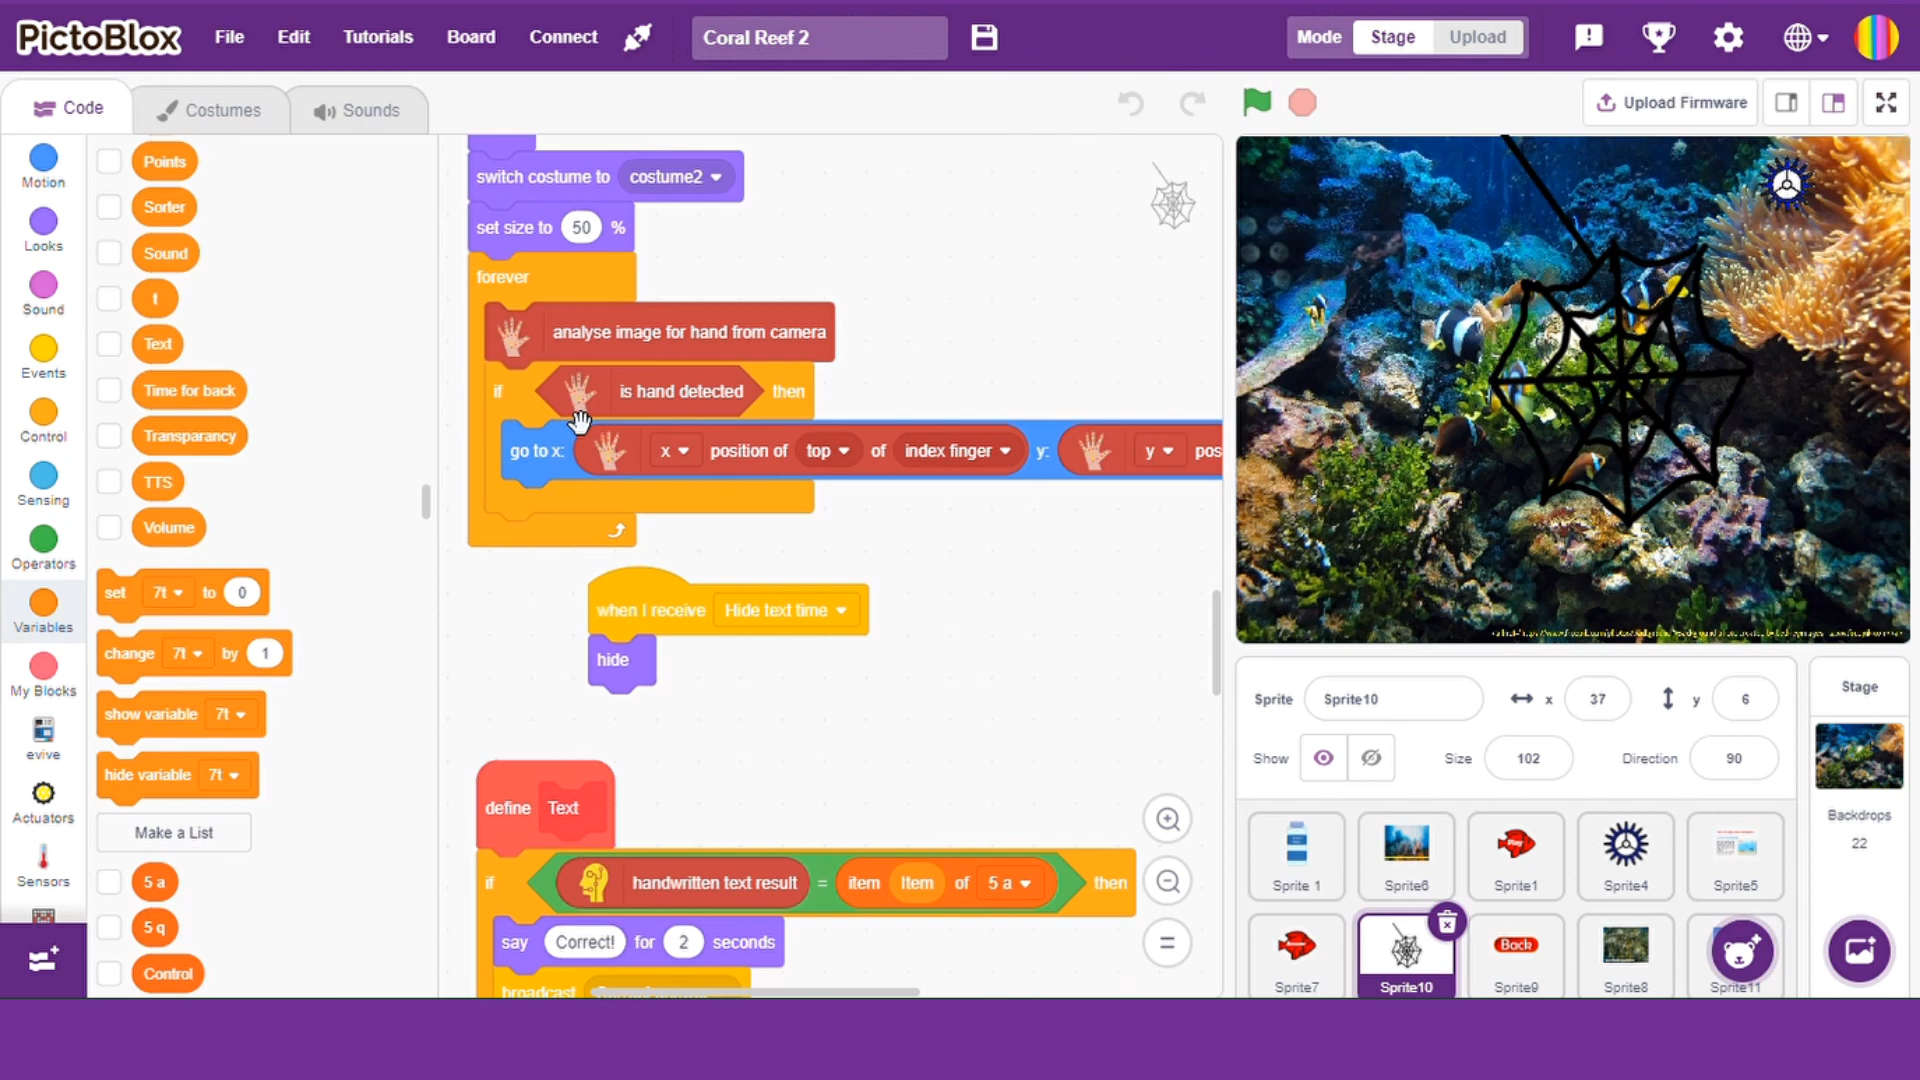 PictoBlox File Edit Tutorials Board Connect Coral Reef 2 Mode Stage Upload
Code Costumes Sounds Upload Firmware
Motion
Looks
Sound
Events
Control
Sensing
Operators
Variables
My Blocks
evive
Actuators
Sensors
Points
Sorter
Sound
t
Text
Time for back
Transparancy
TTS
Volume
set 7t to 0
change 7t by 1
show variable 7t
hide variable 7t
Make a List
5 a
5 q
Control
switch costume to costume2
set size to 50 %
forever
analyse image for hand from camera
if is hand detected then
go to x: x position of top of index finger y: y pos
when I receive Hide text time
hide
define Text
if handwritten text result = item Item of 5 a then
say Correct! for 2 seconds
broadcast
Sprite Sprite10 x 37 y 6
Show Size 102 Direction 90
Sprite 1 Sprite6 Sprite1 Sprite4 Sprite5
Sprite7 Sprite10 Sprite9 Sprite8 Sprite11
Play
Back
Stage
Backdrops
22